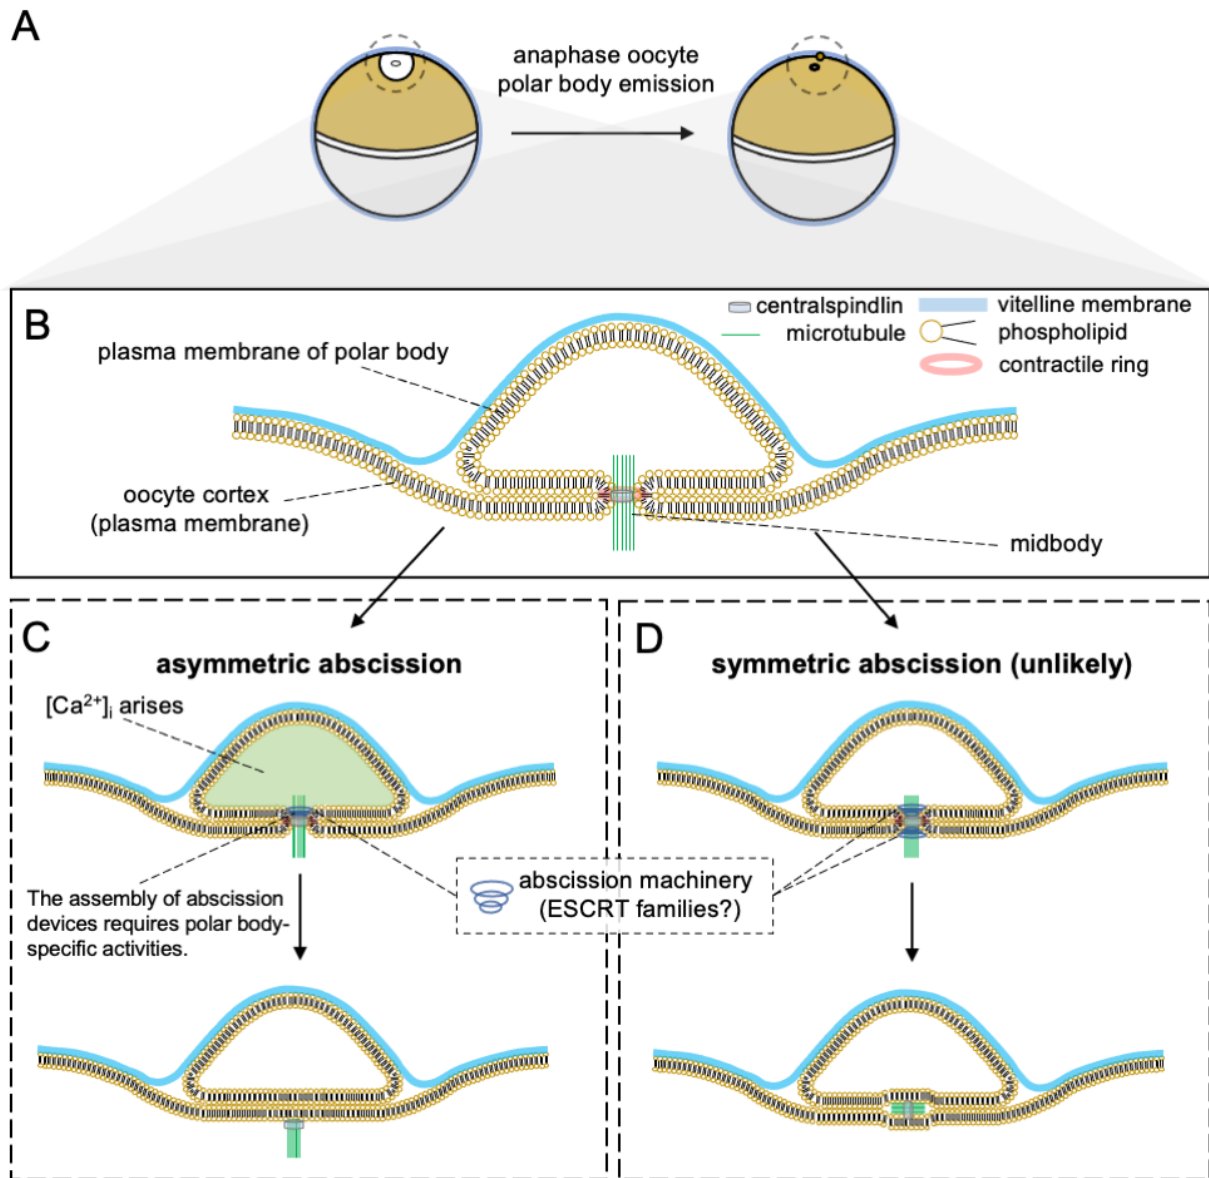 A
anaphase oocyte
polar body emission
B
centralspindlin
microtubule
vitelline membrane
phospholipid
contractile ring
plasma membrane of polar body
oocyte cortex
(plasma membrane)
midbody
C
asymmetric abscission
[Ca²⁺]ᵢ arises
The assembly of abscission
devices requires polar body-
specific activities.
abscission machinery
(ESCRT families?)
D
symmetric abscission (unlikely)